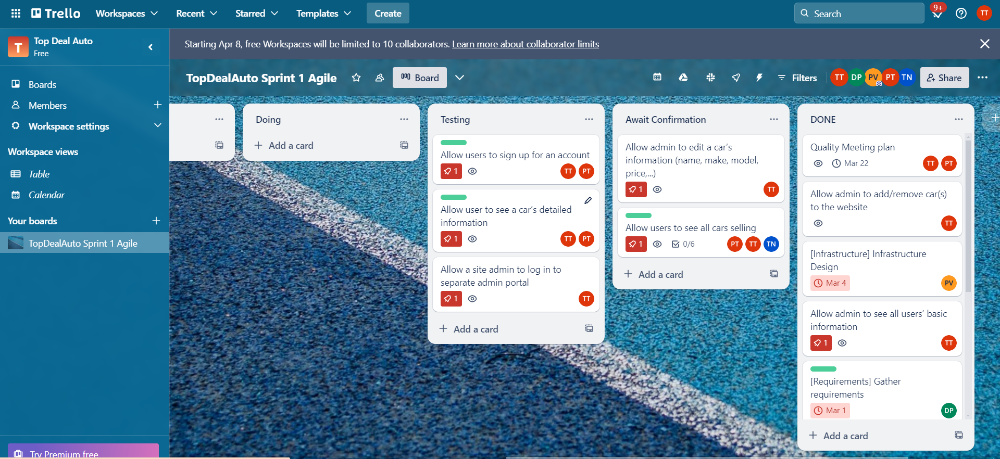 Trello
Workspaces
Recent
Starred
Templates
Create
Search
9+
TT
T
Top Deal Auto
Free
Starting Apr 8, free Workspaces will be limited to 10 collaborators. Learn more about collaborator limits
Boards
Members
Workspace settings
Workspace views
Table
Calendar
Your boards
TopDealAuto Sprint 1 Agile
Try Premium free
TopDealAuto Sprint 1 Agile
Board
Filters
TT
DP
PV
PT
TN
Share
Doing
Add a card
Testing
Allow users to sign up for an account
1
TT
PT
Allow user to see a car’s detailed
information
1
TT
PT
Allow a site admin to log in to
separate admin portal
1
TT
Add a card
Await Confirmation
Allow admin to edit a car’s
information (name, make, model,
price,...)
1
TT
Allow users to see all cars selling
1
0/6
PT
TT
TN
Add a card
DONE
Quality Meeting plan
Mar 22
TT
PT
Allow admin to add/remove car(s)
to the website
TT
[Infrastructure] Infrastructure
Design
Mar 4
PV
Allow admin to see all users’ basic
information
1
TT
[Requirements] Gather
requirements
Mar 1
DP
Add a card